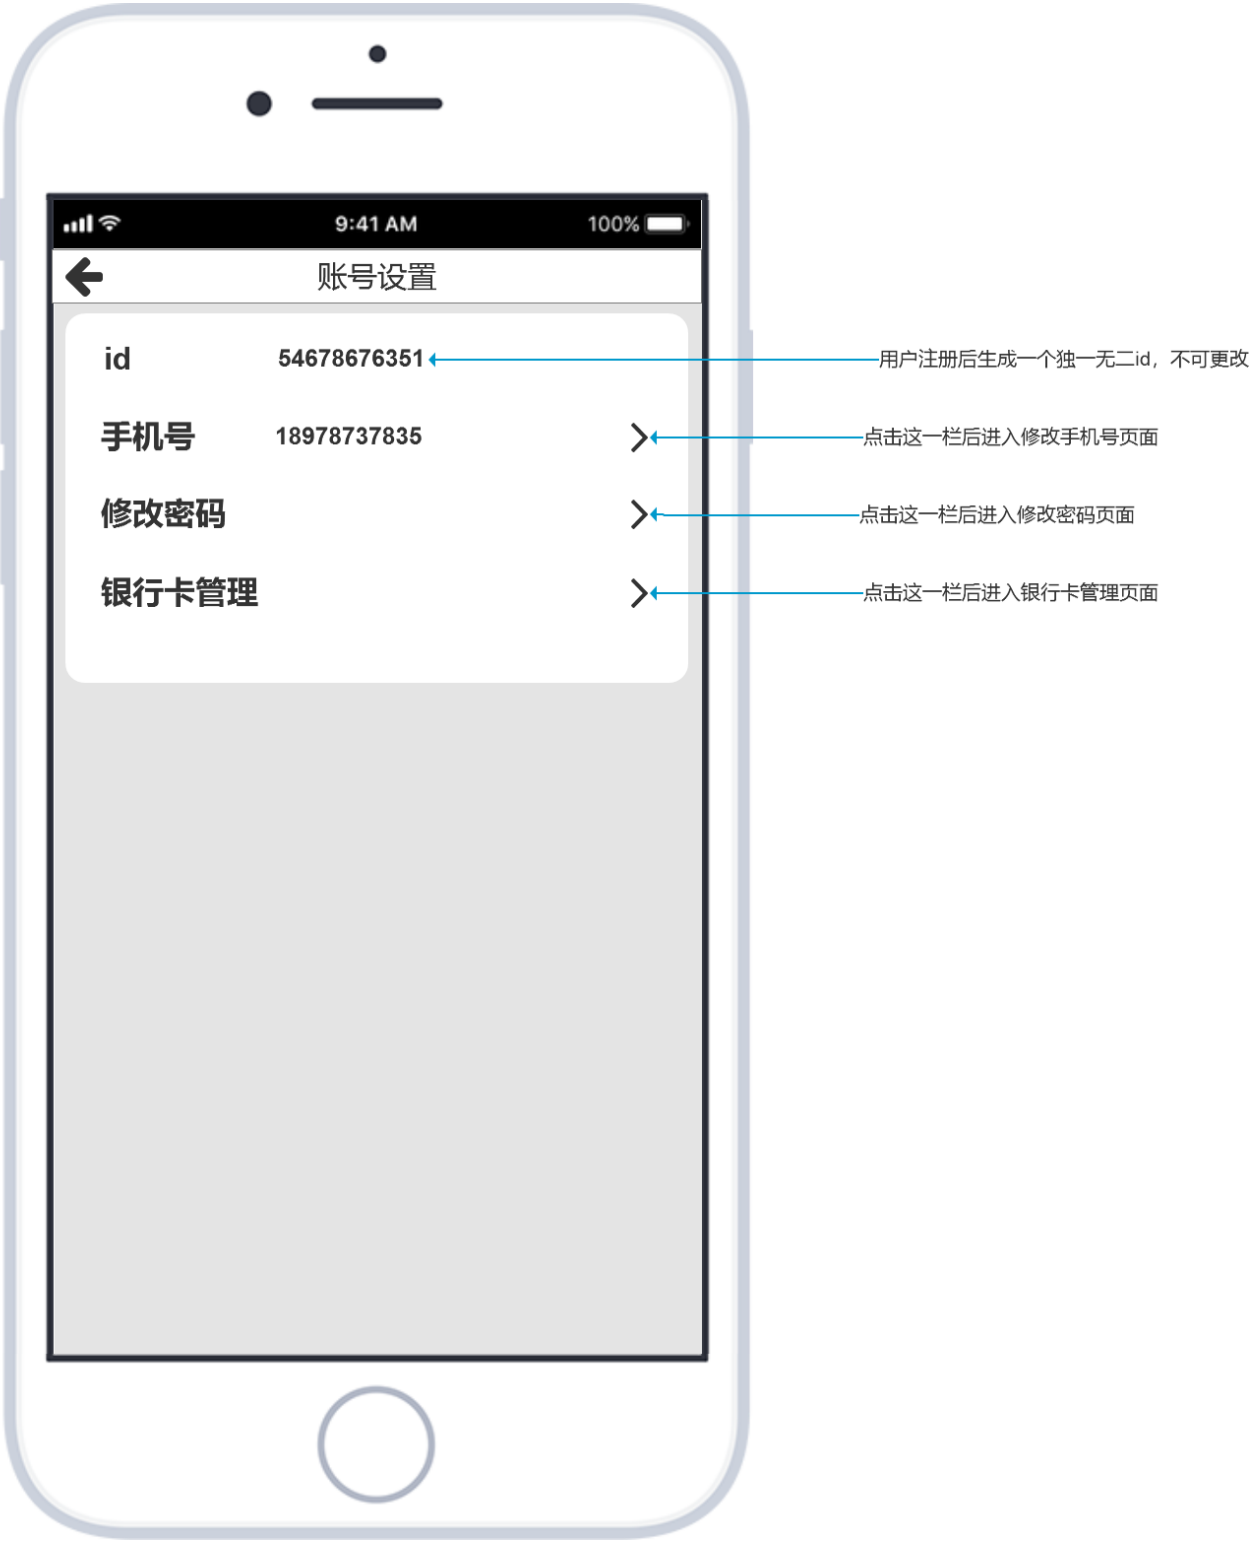 9:41 AM 100%
账号设置
id 54678676351 用户注册后生成一个独一无二id，不可更改
手机号 18978737835 点击这一栏后进入修改手机号页面
修改密码 点击这一栏后进入修改密码页面
银行卡管理 点击这一栏后进入银行卡管理页面